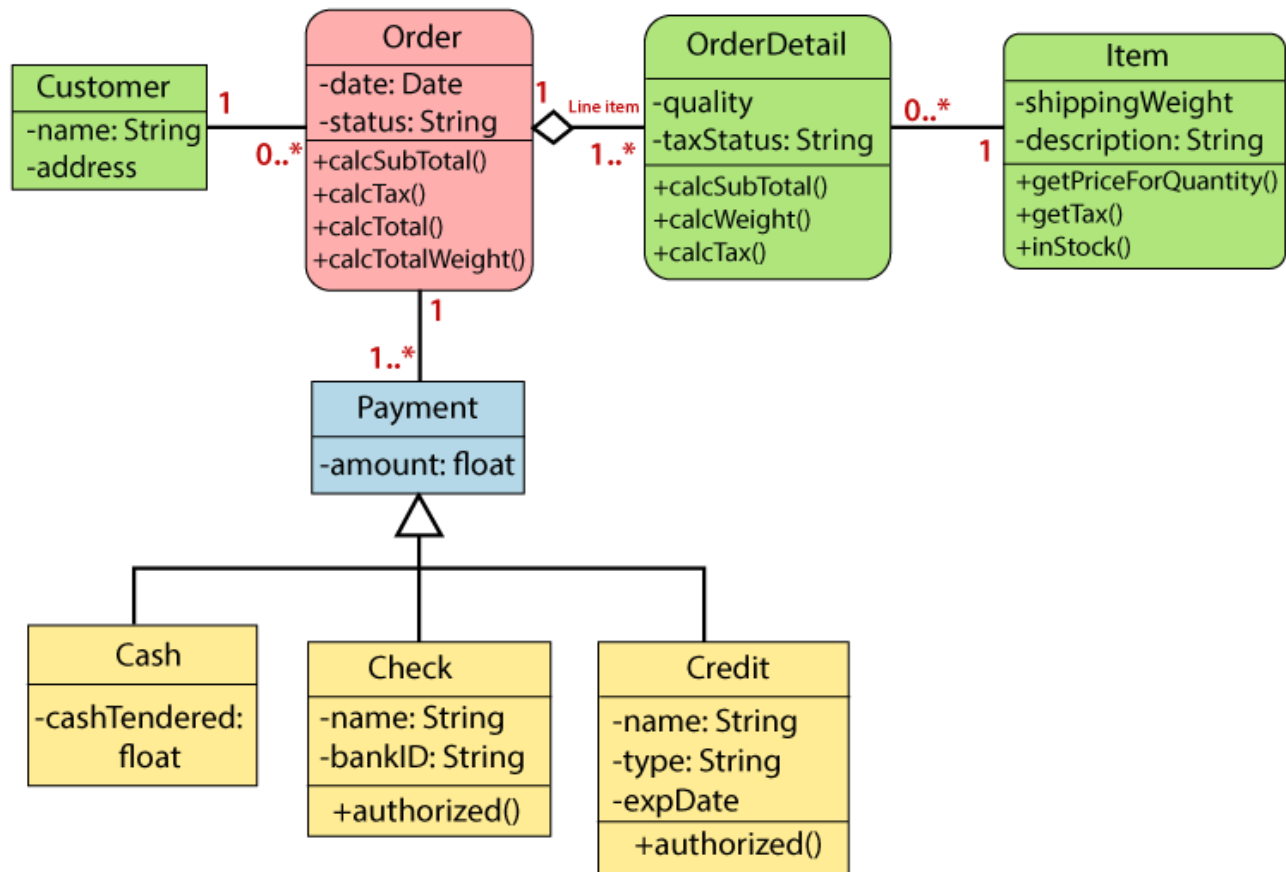 Customer
-name: String
-address
1
0..*
Order
-date: Date
-status: String
+calcSubTotal()
+calcTax()
+calcTotal()
+calcTotalWeight()
1
Line item
1..*
OrderDetail
-quality
-taxStatus: String
+calcSubTotal()
+calcWeight()
+calcTax()
0..*
1
Item
-shippingWeight
-description: String
+getPriceForQuantity()
+getTax()
+inStock()
1
1..*
Payment
-amount: float
Cash
-cashTendered:
float
Check
-name: String
-bankID: String
+authorized()
Credit
-name: String
-type: String
-expDate
+authorized()